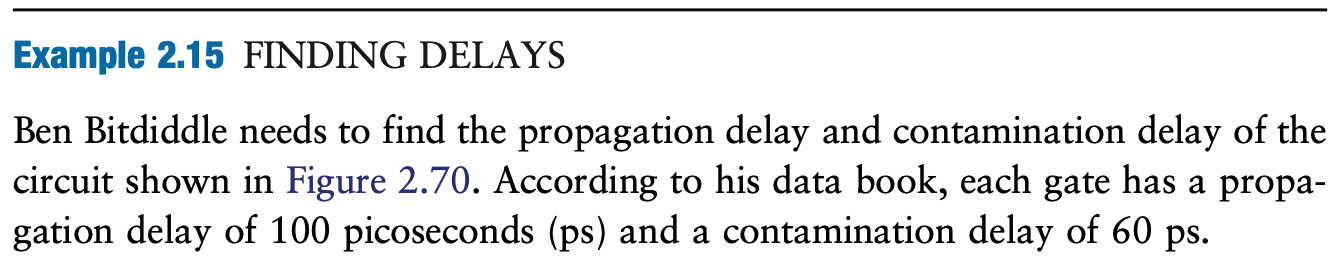 Example 2.15 FINDING DELAYS
Ben Bitdiddle needs to find the propagation delay and contamination delay of the
circuit shown in Figure 2.70. According to his data book, each gate has a propa-
gation delay of 100 picoseconds (ps) and a contamination delay of 60 ps.